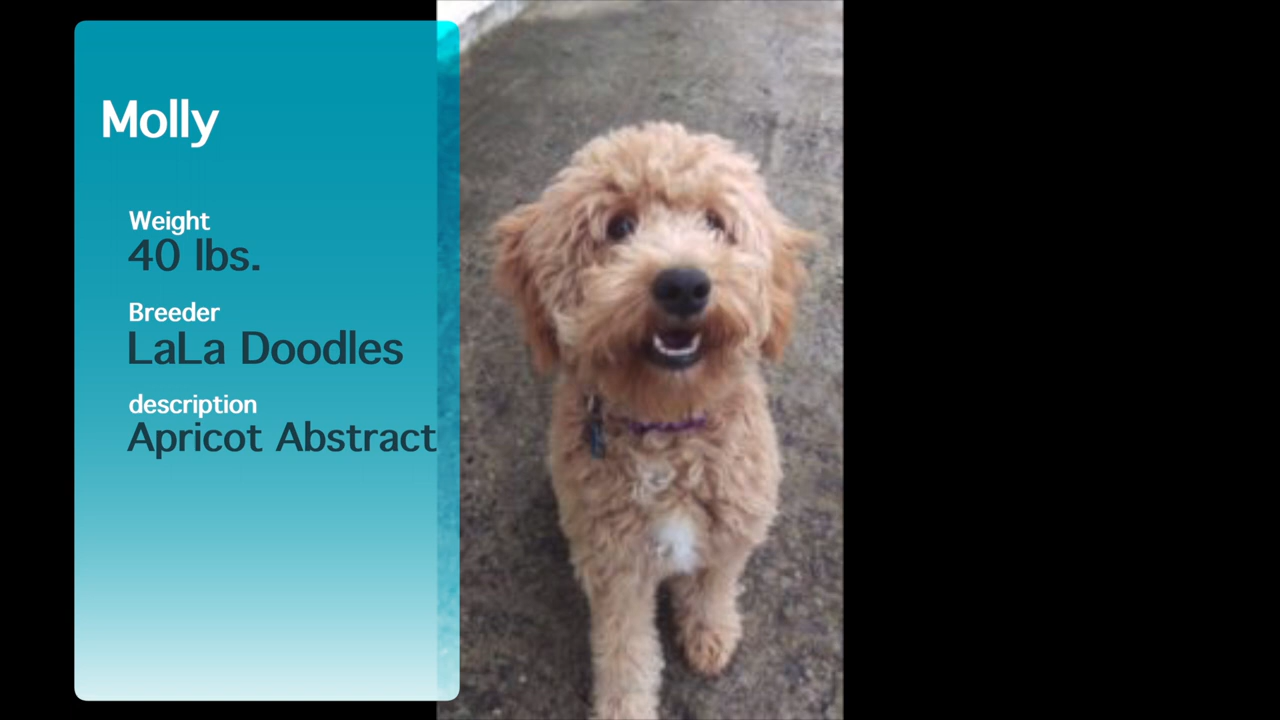 Molly
Weight
40 lbs.
Breeder
LaLa Doodles
description
Apricot Abstract